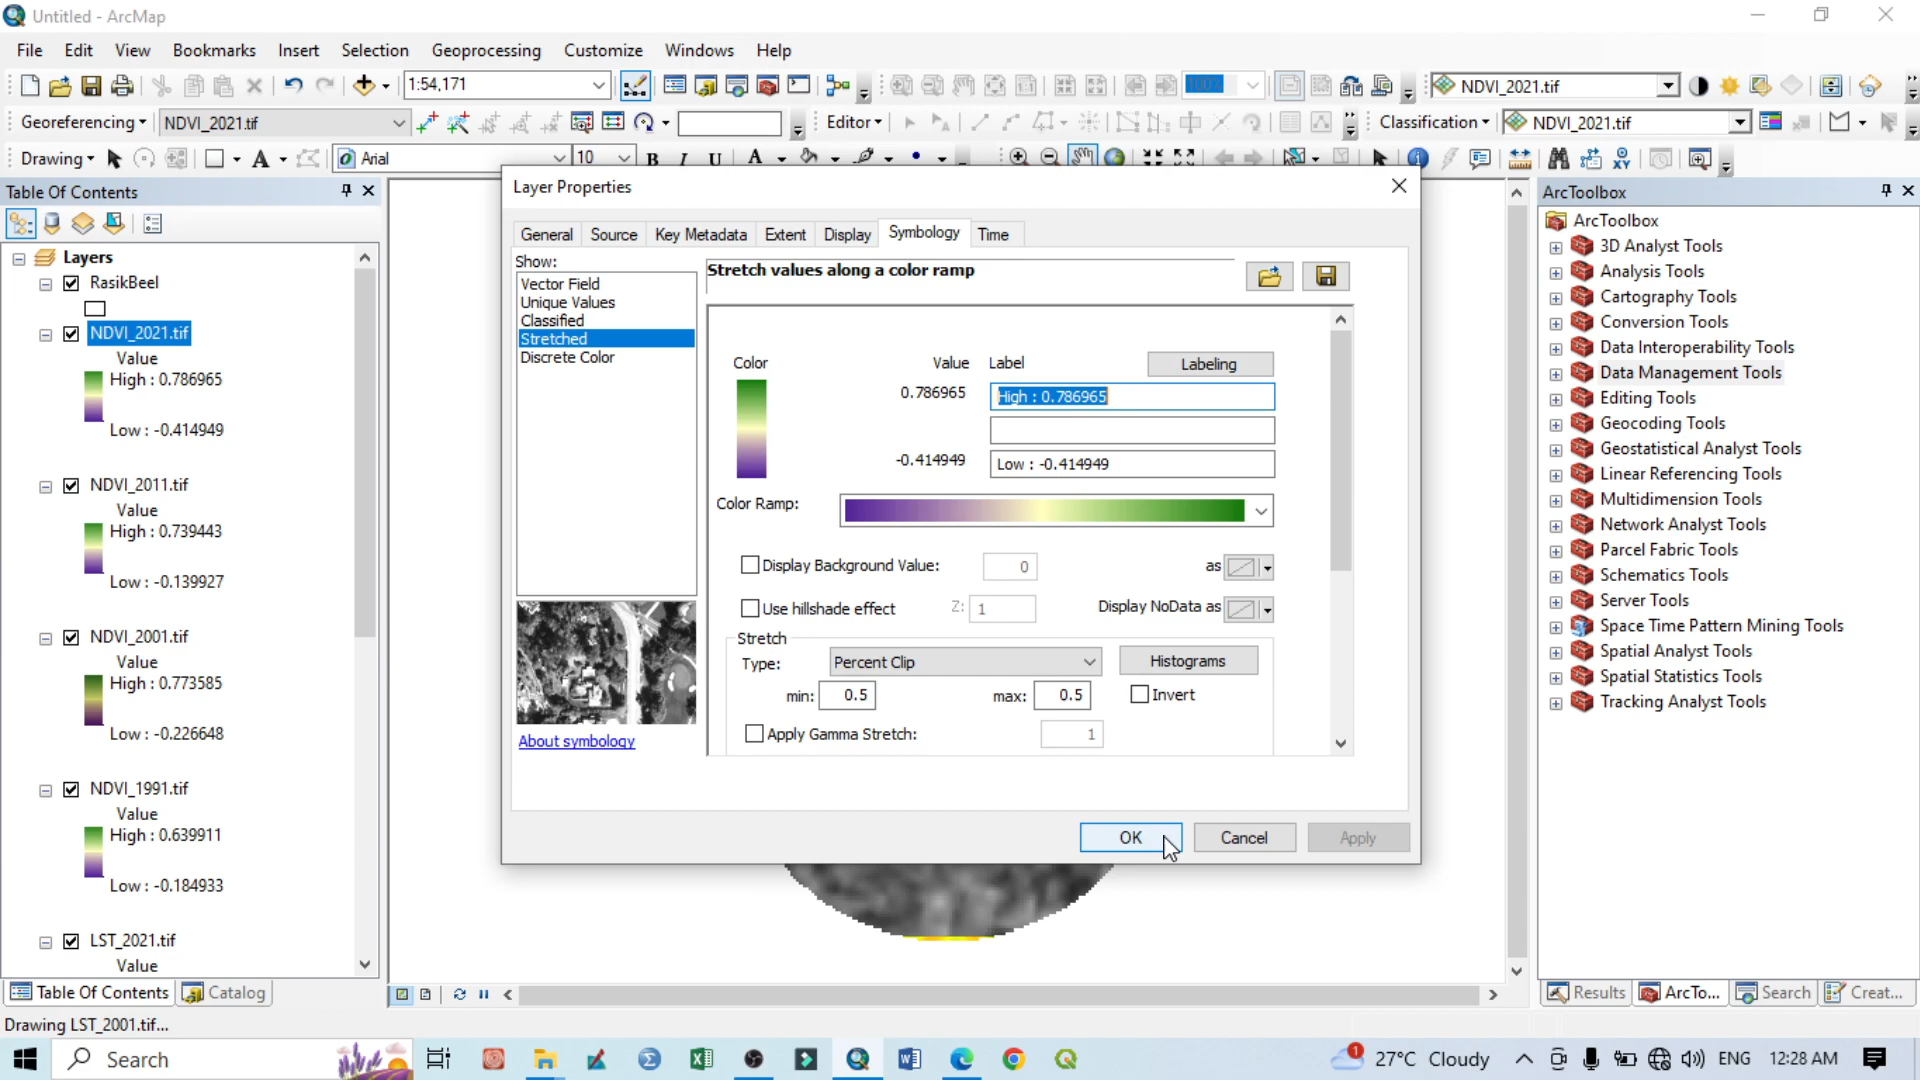 Untitled - ArcMap
File Edit View Bookmarks Insert Selection Geoprocessing Customize Windows Help
1:54,171 100% NDVI_2021.tif
Georeferencing NDVI_2021.tif Editor Classification NDVI_2021.tif
Drawing A Arial 10 B I U A
Table Of Contents
Layers
RasikBeel
NDVI_2021.tif
Value
High : 0.786965
Low : -0.414949
NDVI_2011.tif
Value
High : 0.739443
Low : -0.139927
NDVI_2001.tif
Value
High : 0.773585
Low : -0.226648
NDVI_1991.tif
Value
High : 0.639911
Low : -0.184933
LST_2021.tif
Value
Table Of Contents Catalog
Drawing LST_2001.tif...
Layer Properties
General Source Key Metadata Extent Display Symbology Time
Show:
Vector Field
Unique Values
Classified
Stretched
Discrete Color
About symbology
Stretch values along a color ramp
Color Value Label Labeling
0.786965 High : 0.786965
-0.414949 Low : -0.414949
Color Ramp:
Display Background Value: 0 as
Use hillshade effect Z: 1 Display NoData as
Stretch
Type: Percent Clip Histograms
min: 0.5 max: 0.5 Invert
Apply Gamma Stretch: 1
OK Cancel Apply
ArcToolbox
ArcToolbox
3D Analyst Tools
Analysis Tools
Cartography Tools
Conversion Tools
Data Interoperability Tools
Data Management Tools
Editing Tools
Geocoding Tools
Geostatistical Analyst Tools
Linear Referencing Tools
Multidimension Tools
Network Analyst Tools
Parcel Fabric Tools
Schematics Tools
Server Tools
Space Time Pattern Mining Tools
Spatial Analyst Tools
Spatial Statistics Tools
Tracking Analyst Tools
Results ArcTo... Search Creat...
Search 1 27°C Cloudy ENG 12:28 AM